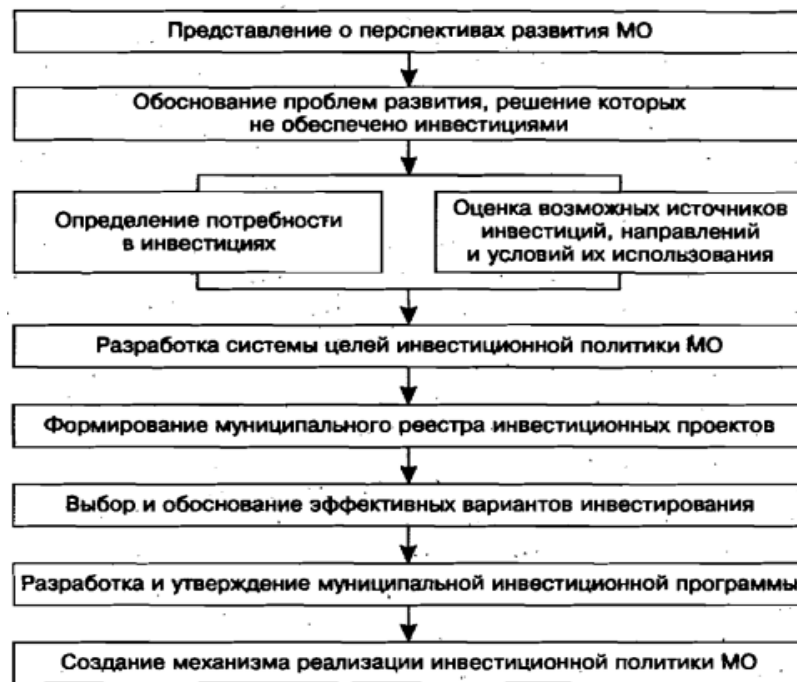 Представление о перспективах развития МО
Обоснование проблем развития, решение которых
не обеспечено инвестициями
Определение потребности
в инвестициях
Оценка возможных источников
инвестиций, направлений
и условий их использования
Разработка системы целей инвестиционной политики МО
Формирование муниципального реестра инвестиционных проектов
Выбор и обоснование эффективных вариантов инвестирования
Разработка и утверждение муниципальной инвестиционной программы
Создание механизма реализации инвестиционной политики МО